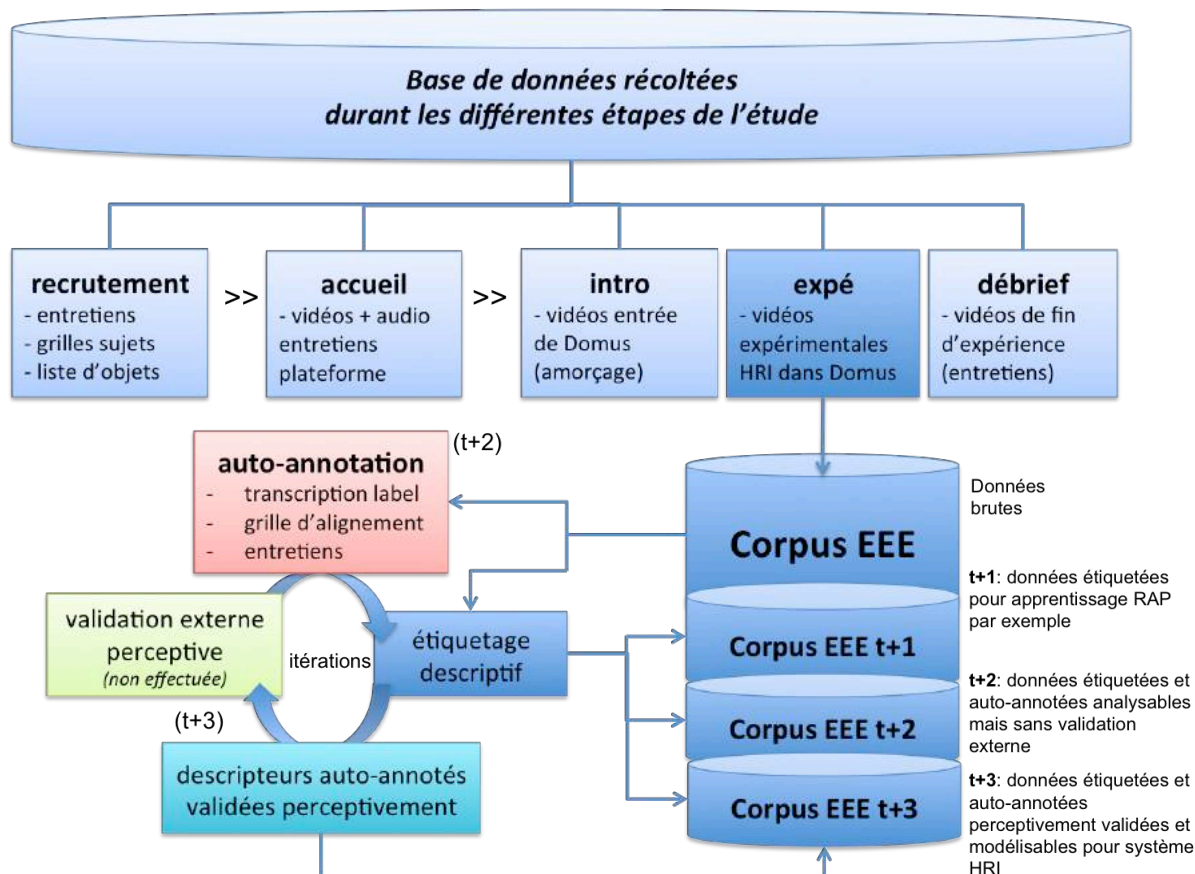 Base de données récoltées
durant les différentes étapes de l'étude
recrutement
- entretiens
- grilles sujets
- liste d'objets
>>
accueil
- vidéos + audio
entretiens
plateforme
>>
intro
- vidéos entrée
de Domus
(amorçage)
expé
- vidéos
expérimentales
HRI dans Domus
débrief
- vidéos de fin
d'expérience
(entretiens)
(t+2)
auto-annotation
- transcription label
- grille d'alignement
- entretiens
validation externe
perceptive
(non effectuée)
itérations
étiquetage
descriptif
(t+3)
descripteurs auto-annotés
validées perceptivement
Corpus EEE
Corpus EEE t+1
Corpus EEE t+2
Corpus EEE t+3
Données
brutes
t+1: données étiquetées
pour apprentissage RAP
par exemple
t+2: données étiquetées et
auto-annotées analysables
mais sans validation
externe
t+3: données étiquetées et
auto-annotées
perceptivement validées et
modélisables pour système
HRI